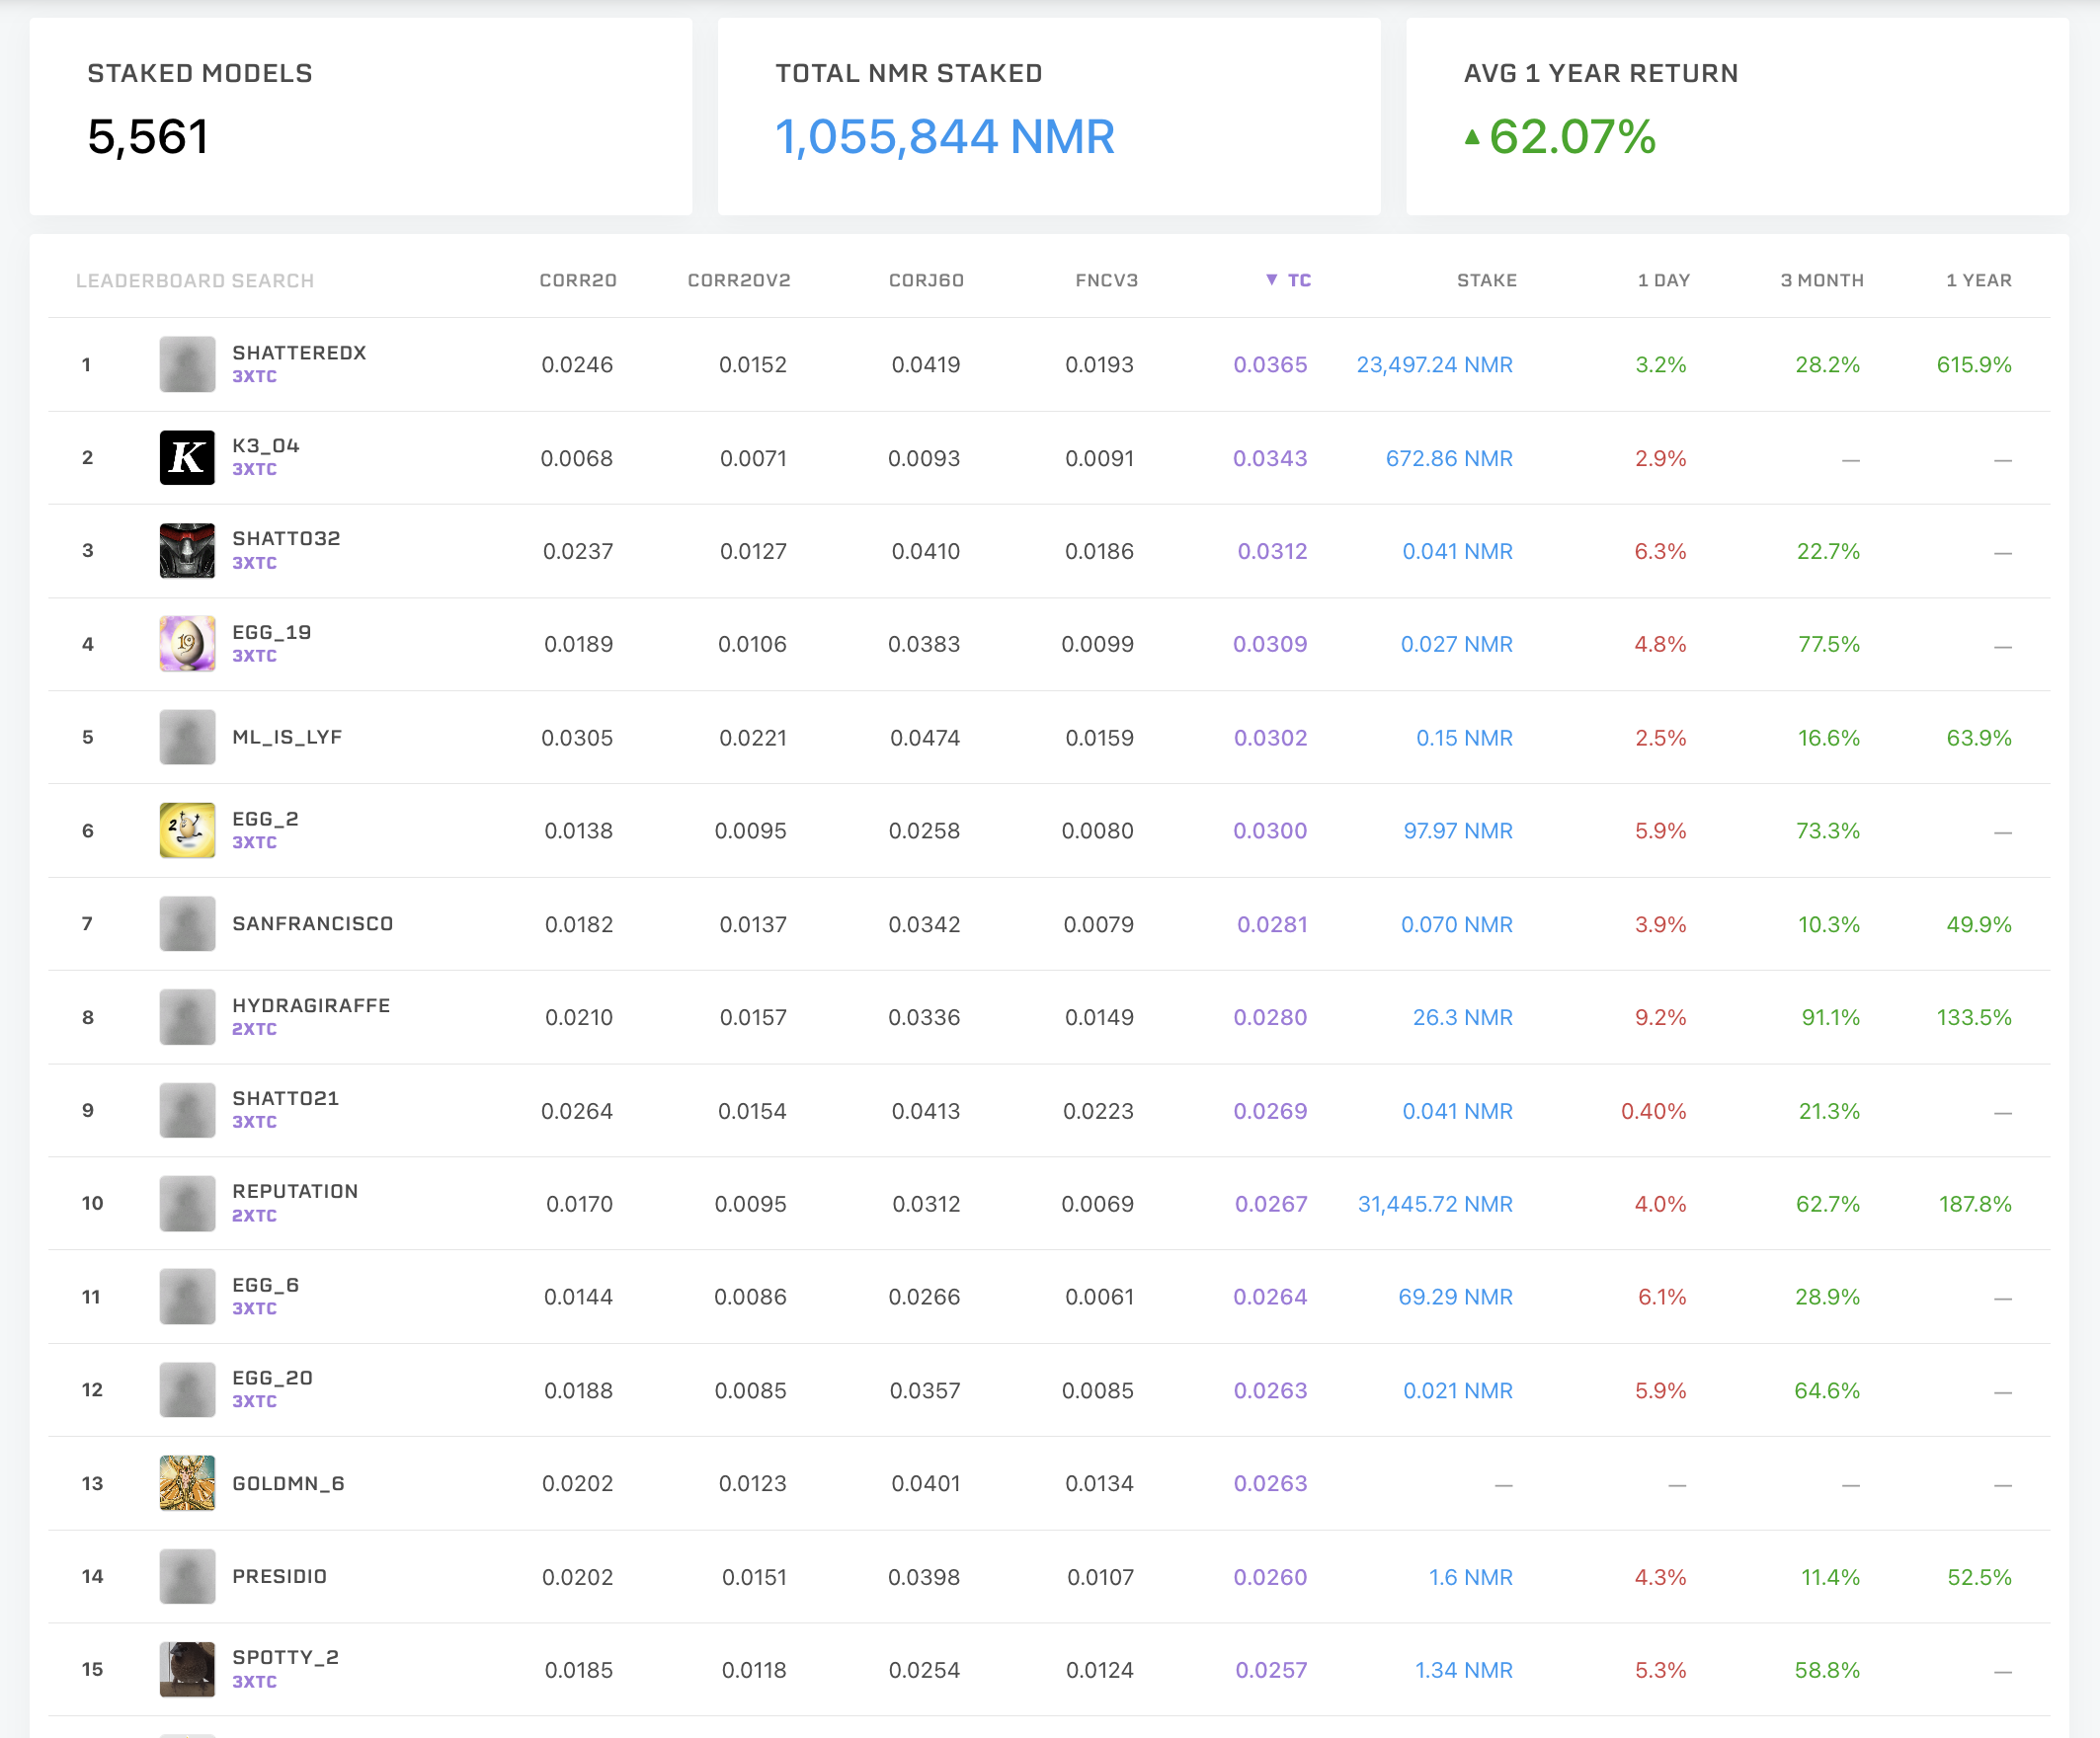 STAKED MODELS
5,561
TOTAL NMR STAKED
1,055,844 NMR
AVG 1 YEAR RETURN
▲ 62.07%
LEADERBOARD SEARCH CORR20 CORR20V2 CORJ60 FNCV3 ▼ TC STAKE 1 DAY 3 MONTH 1 YEAR
1 SHATTEREDX 0.0246 0.0152 0.0419 0.0193 0.0365 23,497.24 NMR 3.2% 28.2% 615.9%
3XTC
2 K K3_04 0.0068 0.0071 0.0093 0.0091 0.0343 672.86 NMR 2.9% — —
3XTC
3 SHATT032 0.0237 0.0127 0.0410 0.0186 0.0312 0.041 NMR 6.3% 22.7% —
3XTC
4 19 EGG_19 0.0189 0.0106 0.0383 0.0099 0.0309 0.027 NMR 4.8% 77.5% —
3XTC
5 ML_IS_LYF 0.0305 0.0221 0.0474 0.0159 0.0302 0.15 NMR 2.5% 16.6% 63.9%
6 2 EGG_2 0.0138 0.0095 0.0258 0.0080 0.0300 97.97 NMR 5.9% 73.3% —
3XTC
7 SANFRANCISCO 0.0182 0.0137 0.0342 0.0079 0.0281 0.070 NMR 3.9% 10.3% 49.9%
8 HYDRAGIRAFFE 0.0210 0.0157 0.0336 0.0149 0.0280 26.3 NMR 9.2% 91.1% 133.5%
2XTC
9 SHATT021 0.0264 0.0154 0.0413 0.0223 0.0269 0.041 NMR 0.40% 21.3% —
3XTC
10 REPUTATION 0.0170 0.0095 0.0312 0.0069 0.0267 31,445.72 NMR 4.0% 62.7% 187.8%
2XTC
11 EGG_6 0.0144 0.0086 0.0266 0.0061 0.0264 69.29 NMR 6.1% 28.9% —
3XTC
12 EGG_20 0.0188 0.0085 0.0357 0.0085 0.0263 0.021 NMR 5.9% 64.6% —
3XTC
13 GOLDMN_6 0.0202 0.0123 0.0401 0.0134 0.0263 — — — —
14 PRESIDIO 0.0202 0.0151 0.0398 0.0107 0.0260 1.6 NMR 4.3% 11.4% 52.5%
15 SPOTTY_2 0.0185 0.0118 0.0254 0.0124 0.0257 1.34 NMR 5.3% 58.8% —
3XTC